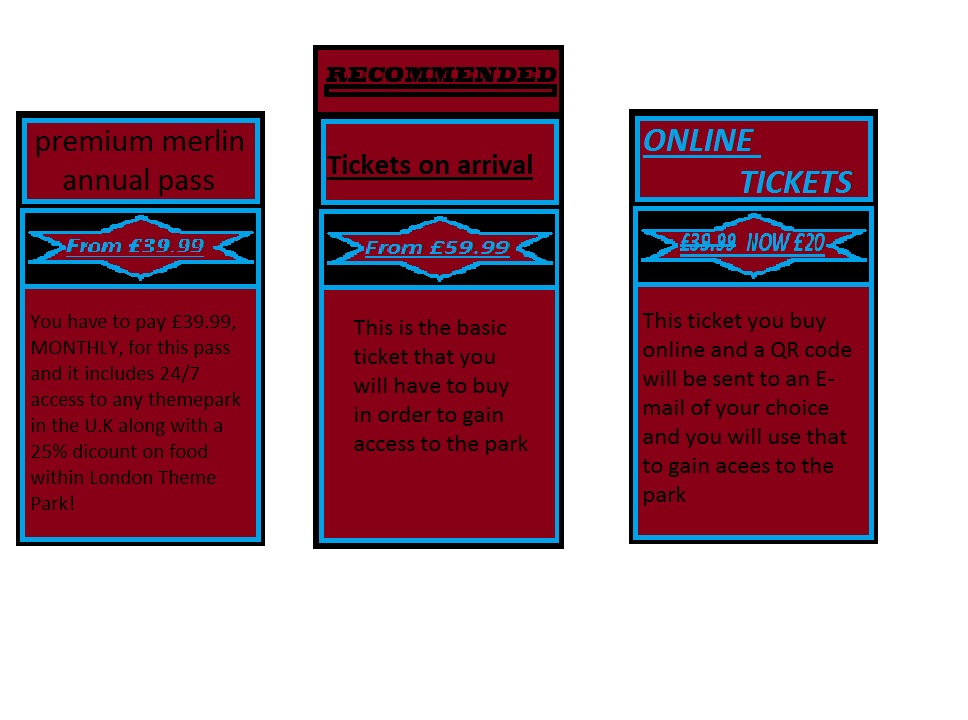 premium merlin
annual pass
From £39.99
You have to pay £39.99,
MONTHLY, for this pass
and it includes 24/7
access to any themepark
in the U.K along with a
25% dicount on food
within London Theme
Park!
RECOMMENDED
Tickets on arrival
From £59.99
This is the basic
ticket that you
will have to buy
in order to gain
access to the park
ONLINE
TICKETS
£39.99 NOW £20
This ticket you buy
online and a QR code
will be sent to an E-
mail of your choice
and you will use that
to gain acees to the
park